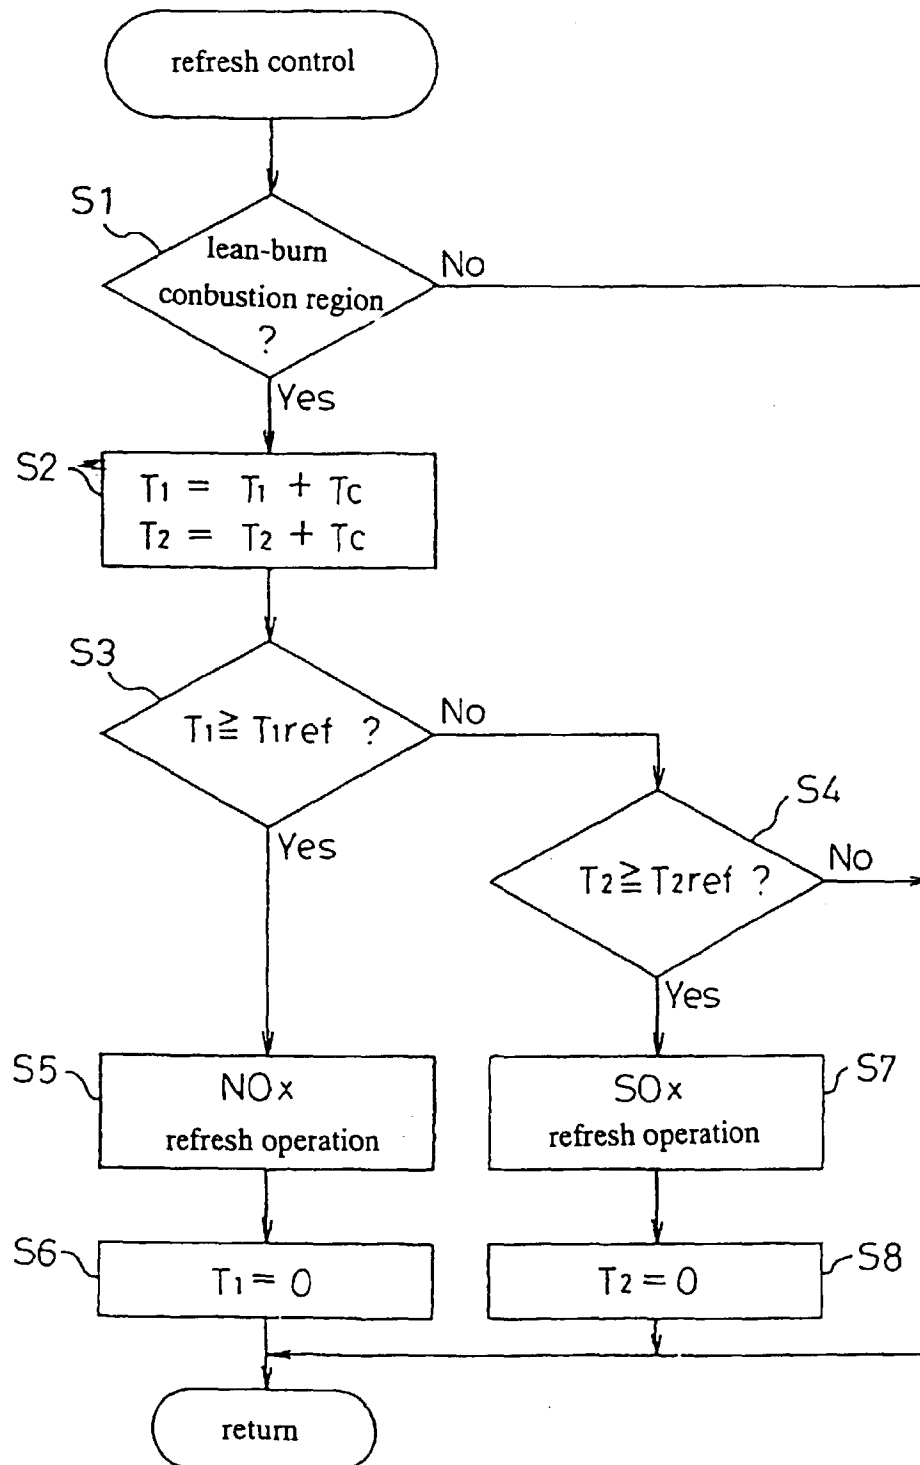 refresh control
S1
lean-burn
conbustion region
?
No
Yes
S2
T1 = T1 + Tc
T2 = T2 + Tc
S3
T1 ≧ T1ref ?
No
Yes
S4
T2 ≧ T2ref ?
No
Yes
S5
NOx
refresh operation
S7
SOx
refresh operation
S6
T1 = 0
S8
T2 = 0
return